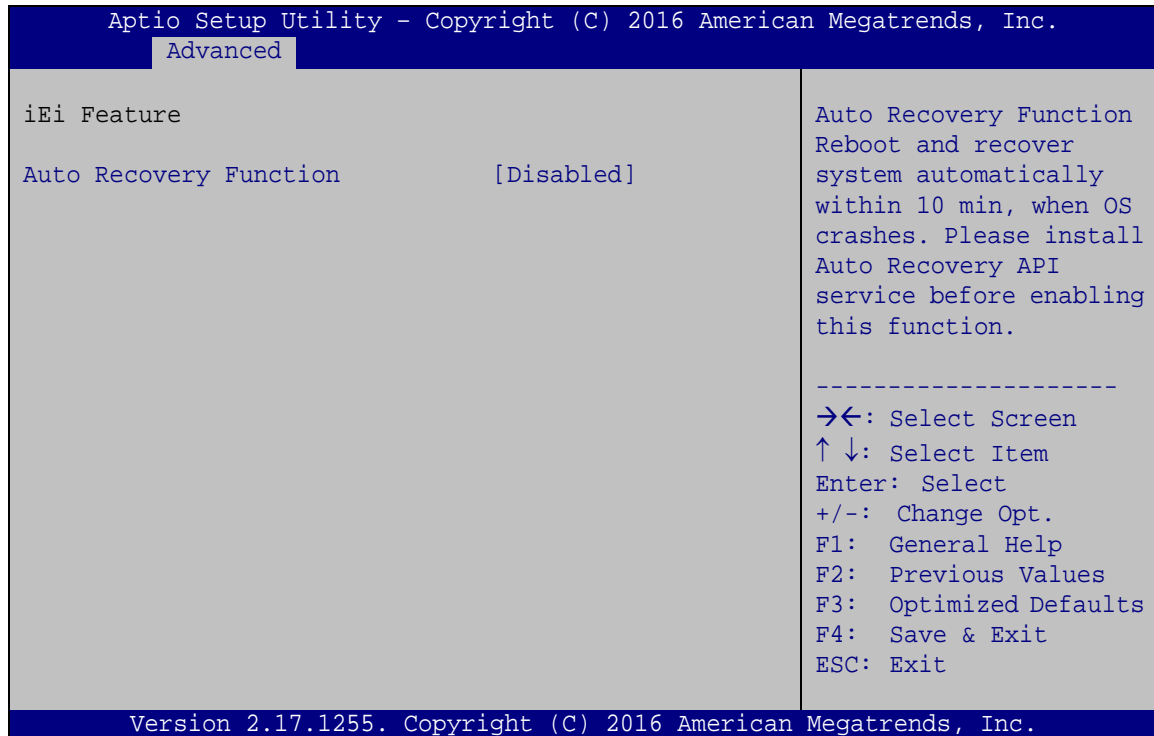 Aptio Setup Utility – Copyright (C) 2016 American Megatrends, Inc.
Advanced
iEi Feature
Auto Recovery Function [Disabled]
Auto Recovery Function
Reboot and recover
system automatically
within 10 min, when OS
crashes. Please install
Auto Recovery API
service before enabling
this function.
---------------------
→←: Select Screen
↑ ↓: Select Item
Enter: Select
+/-: Change Opt.
F1: General Help
F2: Previous Values
F3: Optimized Defaults
F4: Save & Exit
ESC: Exit
Version 2.17.1255. Copyright (C) 2016 American Megatrends, Inc.